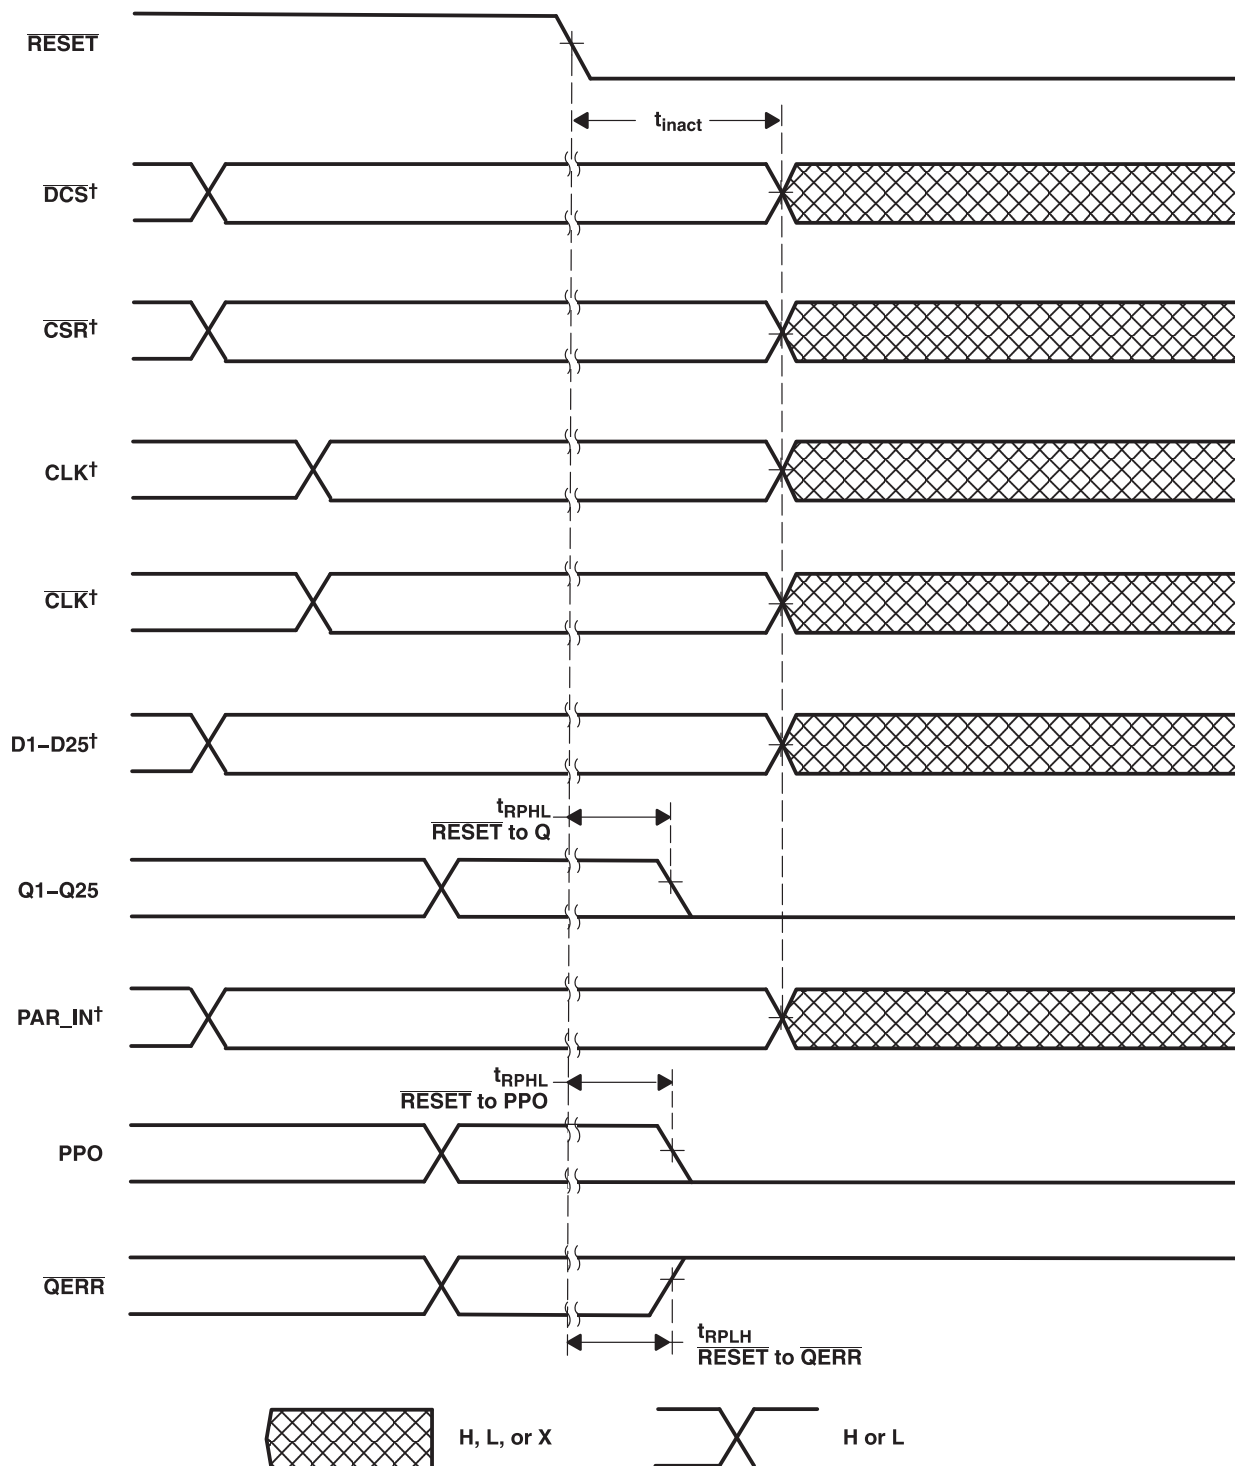 RESET
tinact
DCS†
CSR†
CLK†
CLK†
D1–D25†
tRPHL
RESET to Q
Q1–Q25
PAR_IN†
tRPHL
RESET to PPO
PPO
QERR
tRPLH
RESET to QERR
H, L, or X
H or L